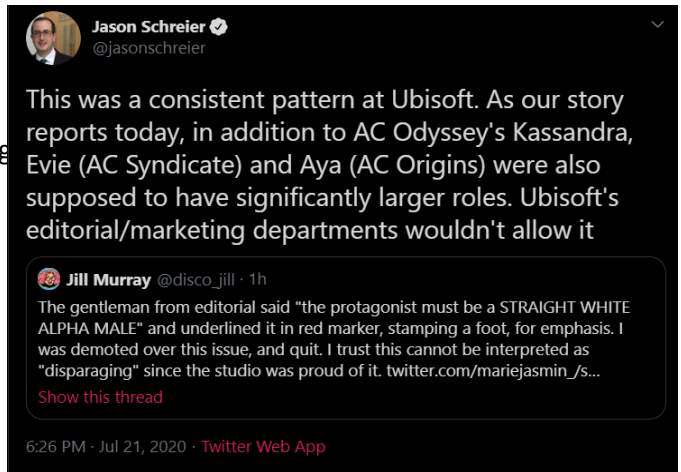 Jason Schreier
@jasonschreier
This was a consistent pattern at Ubisoft. As our story
reports today, in addition to AC Odyssey's Kassandra,
Evie (AC Syndicate) and Aya (AC Origins) were also
supposed to have significantly larger roles. Ubisoft's
editorial/marketing departments wouldn't allow it
Jill Murray @disco_jill · 1h
The gentleman from editorial said "the protagonist must be a STRAIGHT WHITE
ALPHA MALE" and underlined it in red marker, stamping a foot, for emphasis. I
was demoted over this issue, and quit. I trust this cannot be interpreted as
"disparaging" since the studio was proud of it. twitter.com/mariejasmin_/s...
Show this thread
6:26 PM · Jul 21, 2020 · Twitter Web App